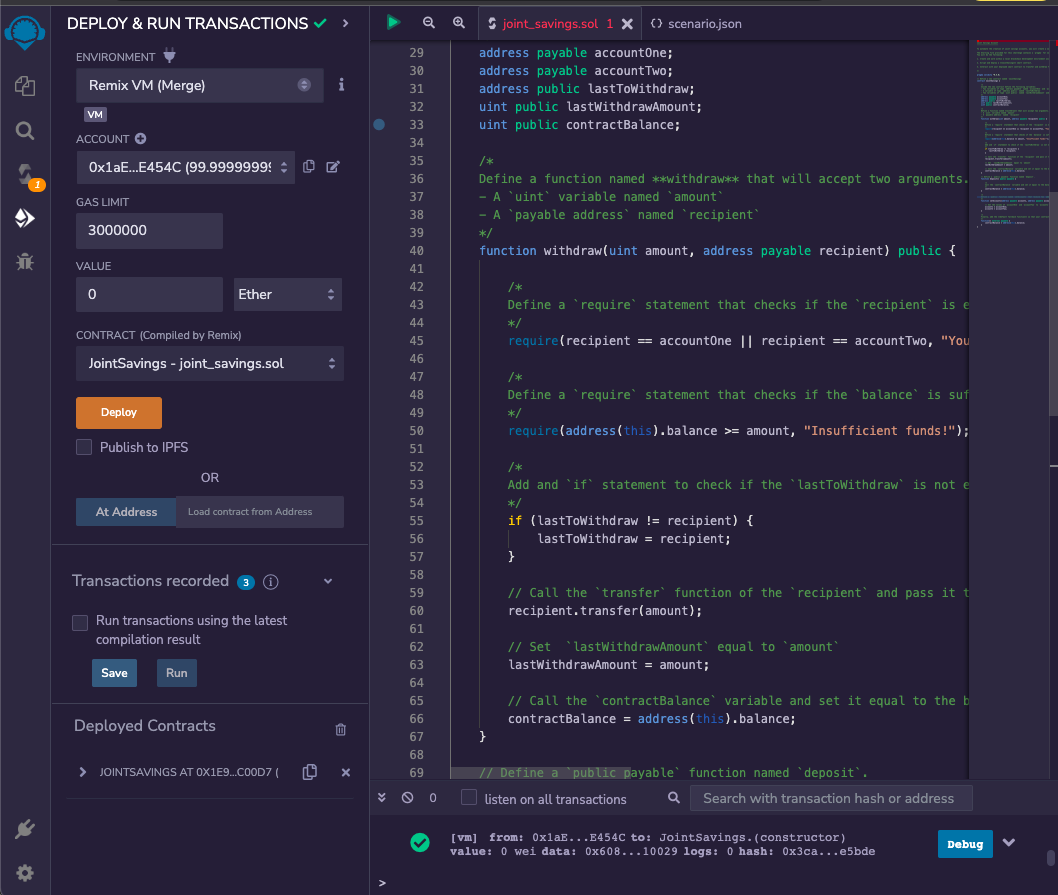 DEPLOY & RUN TRANSACTIONS
ENVIRONMENT
Remix VM (Merge)
VM
ACCOUNT
0x1aE...E454C (99.99999999
GAS LIMIT
3000000
VALUE
0
Ether
CONTRACT (Compiled by Remix)
JointSavings - joint_savings.sol
Deploy
Publish to IPFS
OR
At Address
Load contract from Address
Transactions recorded 3 i
Run transactions using the latest
compilation result
Save
Run
Deployed Contracts
JOINTSAVINGS AT 0X1E9...C00D7 (
1
joint_savings.sol 1
scenario.json
29 address payable accountOne;
30 address payable accountTwo;
31 address public lastToWithdraw;
32 uint public lastWithdrawAmount;
33 uint public contractBalance;
34
35 /*
36 Define a function named **withdraw** that will accept two arguments.
37 - A `uint` variable named `amount`
38 - A `payable address` named `recipient`
39 */
40 function withdraw(uint amount, address payable recipient) public {
41
42 /*
43 Define a `require` statement that checks if the `recipient` is e
44 */
45 require(recipient == accountOne || recipient == accountTwo, "You
46
47 /*
48 Define a `require` statement that checks if the `balance` is suf
49 */
50 require(address(this).balance >= amount, "Insufficient funds!");
51
52 /*
53 Add and `if` statement to check if the `lastToWithdraw` is not e
54 */
55 if (lastToWithdraw != recipient) {
56 lastToWithdraw = recipient;
57 }
58
59 // Call the `transfer` function of the `recipient` and pass it t
60 recipient.transfer(amount);
61
62 // Set  `lastWithdrawAmount` equal to `amount`
63 lastWithdrawAmount = amount;
64
65 // Call the `contractBalance` variable and set it equal to the b
66 contractBalance = address(this).balance;
67 }
68
69 // Define a `public payable` function named `deposit`.
0
listen on all transactions
Search with transaction hash or address
[vm] from: 0x1aE...E454C to: JointSavings.(constructor)
value: 0 wei data: 0x608...10029 logs: 0 hash: 0x3ca...e5bde
Debug
>